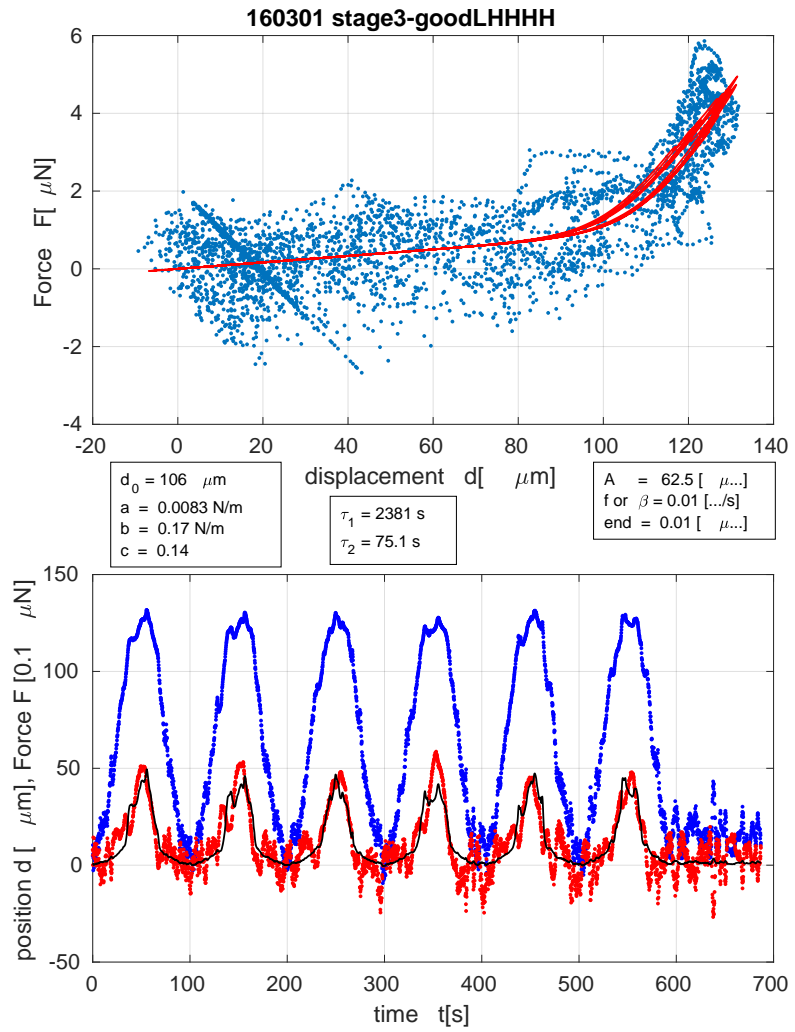 160301 stage3-goodLHHHH
6
4
2
0
-2
-4
Force F[ μN]
-20 0 20 40 60 80 100 120 140
displacement d[ μm]
d0 = 106 μm
a = 0.0083 N/m
b = 0.17 N/m
c = 0.14
τ1 = 2381 s
τ2 = 75.1 s
A = 62.5 [ μ...]
f or β = 0.01 [.../s]
end = 0.01 [ μ...]
150
100
50
0
-50
position d [ μm], Force F [0.1 μN]
0 100 200 300 400 500 600 700
time t[s]